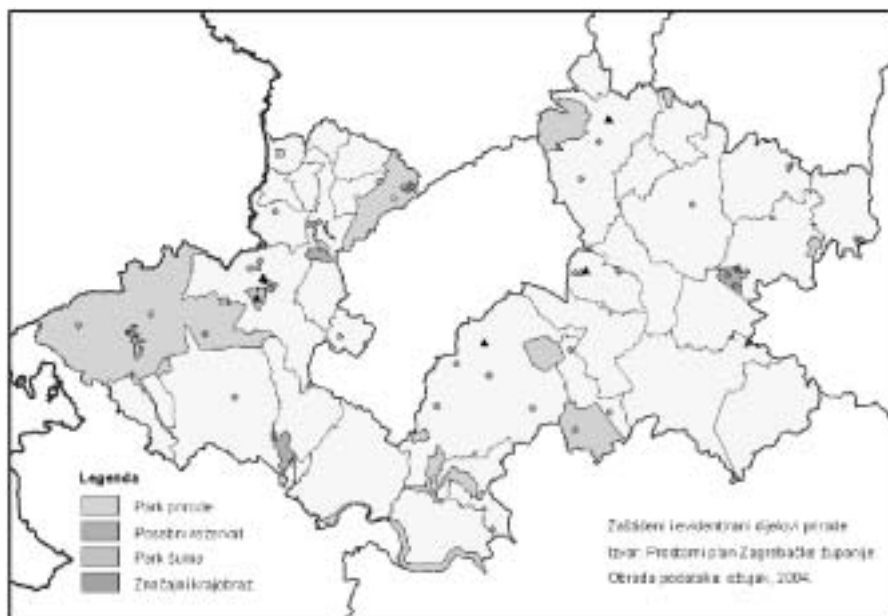 Legenda
Park prirode
Posebni rezervat
Park šuma
Značajni krajobraz
Zaštićeni i evidentirani dijelovi prirode
Izvor: Prostorni plan Zagrebačke županije
Obrada podataka: ožujak, 2004.